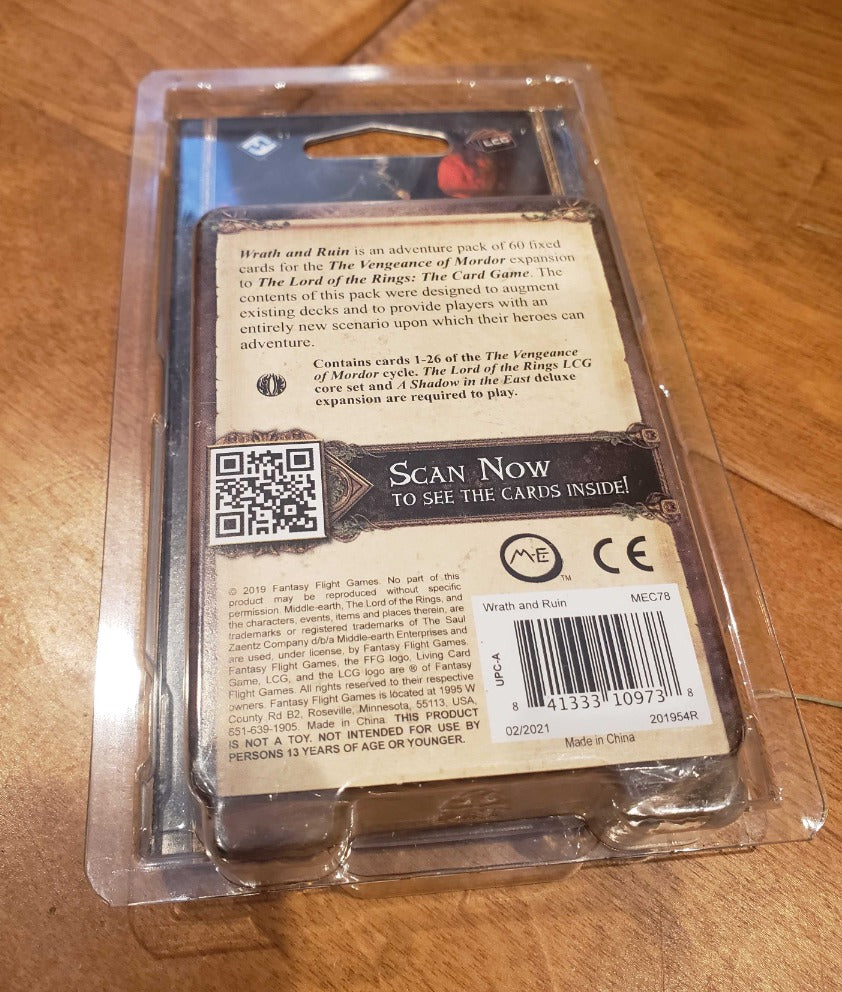 LCG
Wrath and Ruin is an adventure pack of 60 fixed
cards for the The Vengeance of Mordor expansion
to The Lord of the Rings: The Card Game. The
contents of this pack were designed to augment
existing decks and to provide players with an
entirely new scenario upon which their heroes can
adventure.
Contains cards 1-26 of the The Vengeance
of Mordor cycle. The Lord of the Rings LCG
core set and A Shadow in the East deluxe
expansion are required to play.
SCAN NOW
TO SEE THE CARDS INSIDE!
M-E
TM
CE
© 2019 Fantasy Flight Games. No part of this
product may be reproduced without specific
permission. Middle-earth, The Lord of the Rings, and
the characters, events, items and places therein, are
trademarks or registered trademarks of The Saul
Zaentz Company d/b/a Middle-earth Enterprises and
are used, under license, by Fantasy Flight Games.
Fantasy Flight Games, the FFG logo, Living Card
Game, LCG, and the LCG logo are ® of Fantasy
Flight Games. All rights reserved to their respective
owners. Fantasy Flight Games is located at 1995 W
County Rd B2, Roseville, Minnesota, 55113, USA,
651-639-1905. Made in China. THIS PRODUCT
IS NOT A TOY. NOT INTENDED FOR USE BY
PERSONS 13 YEARS OF AGE OR YOUNGER.
Wrath and Ruin MEC78
UPC-A
8 41333 10973 8
02/2021 201954R
Made in China